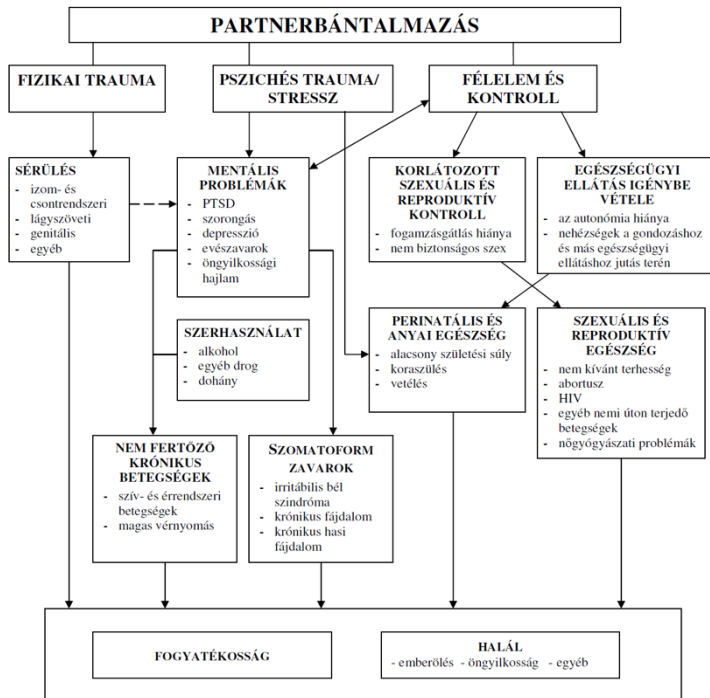 PARTNERBÁNTALMAZÁS
FIZIKAI TRAUMA
PSZICHÉS TRAUMA/
STRESSZ
FÉLELEM ÉS
KONTROLL
SÉRÜLÉS
- izom- és
csontrendszeri
- lágyszöveti
- genitális
- egyéb
MENTÁLIS
PROBLÉMÁK
- PTSD
- szorongás
- depresszió
- evészavarok
- öngyilkossági
hajlam
KORLÁTOZOTT
SZEXUÁLIS ÉS
REPRODUKTÍV
KONTROLL
- fogamzásgátlás hiánya
- nem biztonságos szex
EGÉSZSÉGÜGYI
ELLÁTÁS IGÉNYBE
VÉTELE
- az autonómia hiánya
- nehézségek a gondozáshoz
és más egészségügyi
ellátáshoz jutás terén
SZERHASZNÁLAT
- alkohol
- egyéb drog
- dohány
PERINATÁLIS ÉS
ANYAI EGÉSZSÉG
- alacsony születési súly
- koraszülés
- vetélés
SZEXUÁLIS ÉS
REPRODUKTÍV
EGÉSZSÉG
- nem kívánt terhesség
- abortusz
- HIV
- egyéb nemi úton terjedő
betegségek
- nőgyógyászati problémák
NEM FERTŐZŐ
KRÓNIKUS
BETEGSÉGEK
- szív- és érrendszeri
betegségek
- magas vérnyomás
SZOMATOFORM
ZAVAROK
- irritábilis bél
szindróma
- krónikus fájdalom
- krónikus hasi
fájdalom
FOGYATÉKOSSÁG
HALÁL
- emberölés - öngyilkosság - egyéb